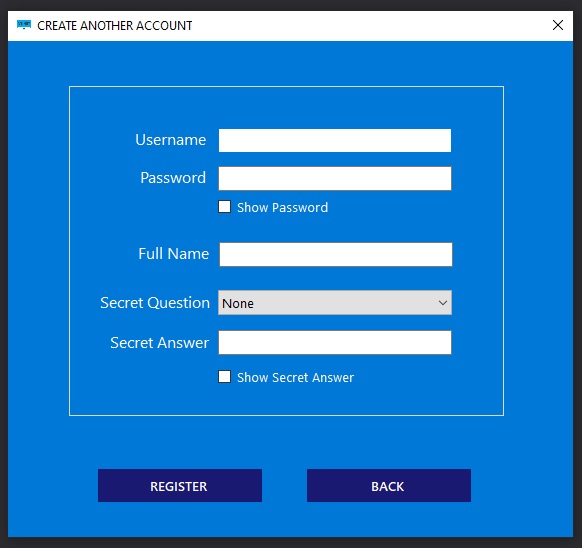 CREATE ANOTHER ACCOUNT
Username
Password
Show Password
Full Name
Secret Question None
Secret Answer
Show Secret Answer
REGISTER BACK